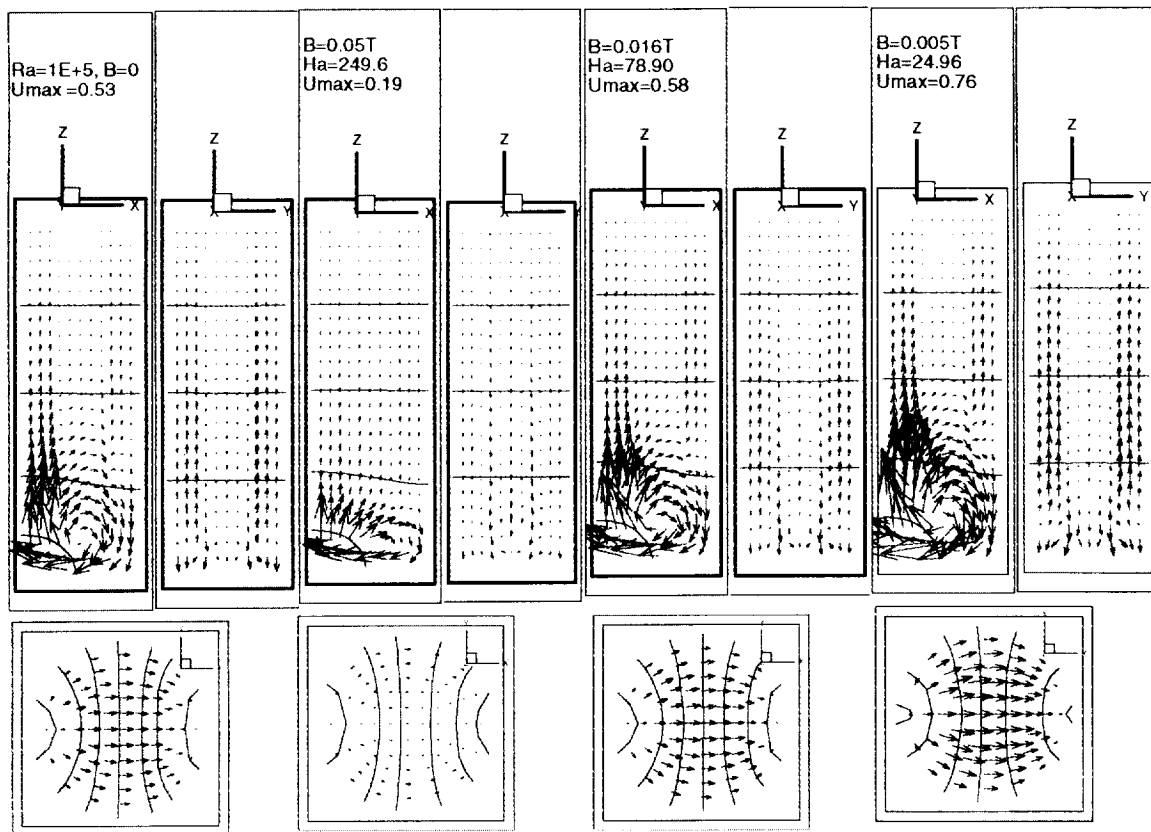 Ra=1E+5, B=0
Umax =0.53
B=0.05T
Ha=249.6
Umax=0.19
B=0.016T
Ha=78.90
Umax=0.58
B=0.005T
Ha=24.96
Umax=0.76
Z
Z
Z
Z
Z
Z
Z
Z
X
X Y
X
X Y
X
X Y
X
X Y